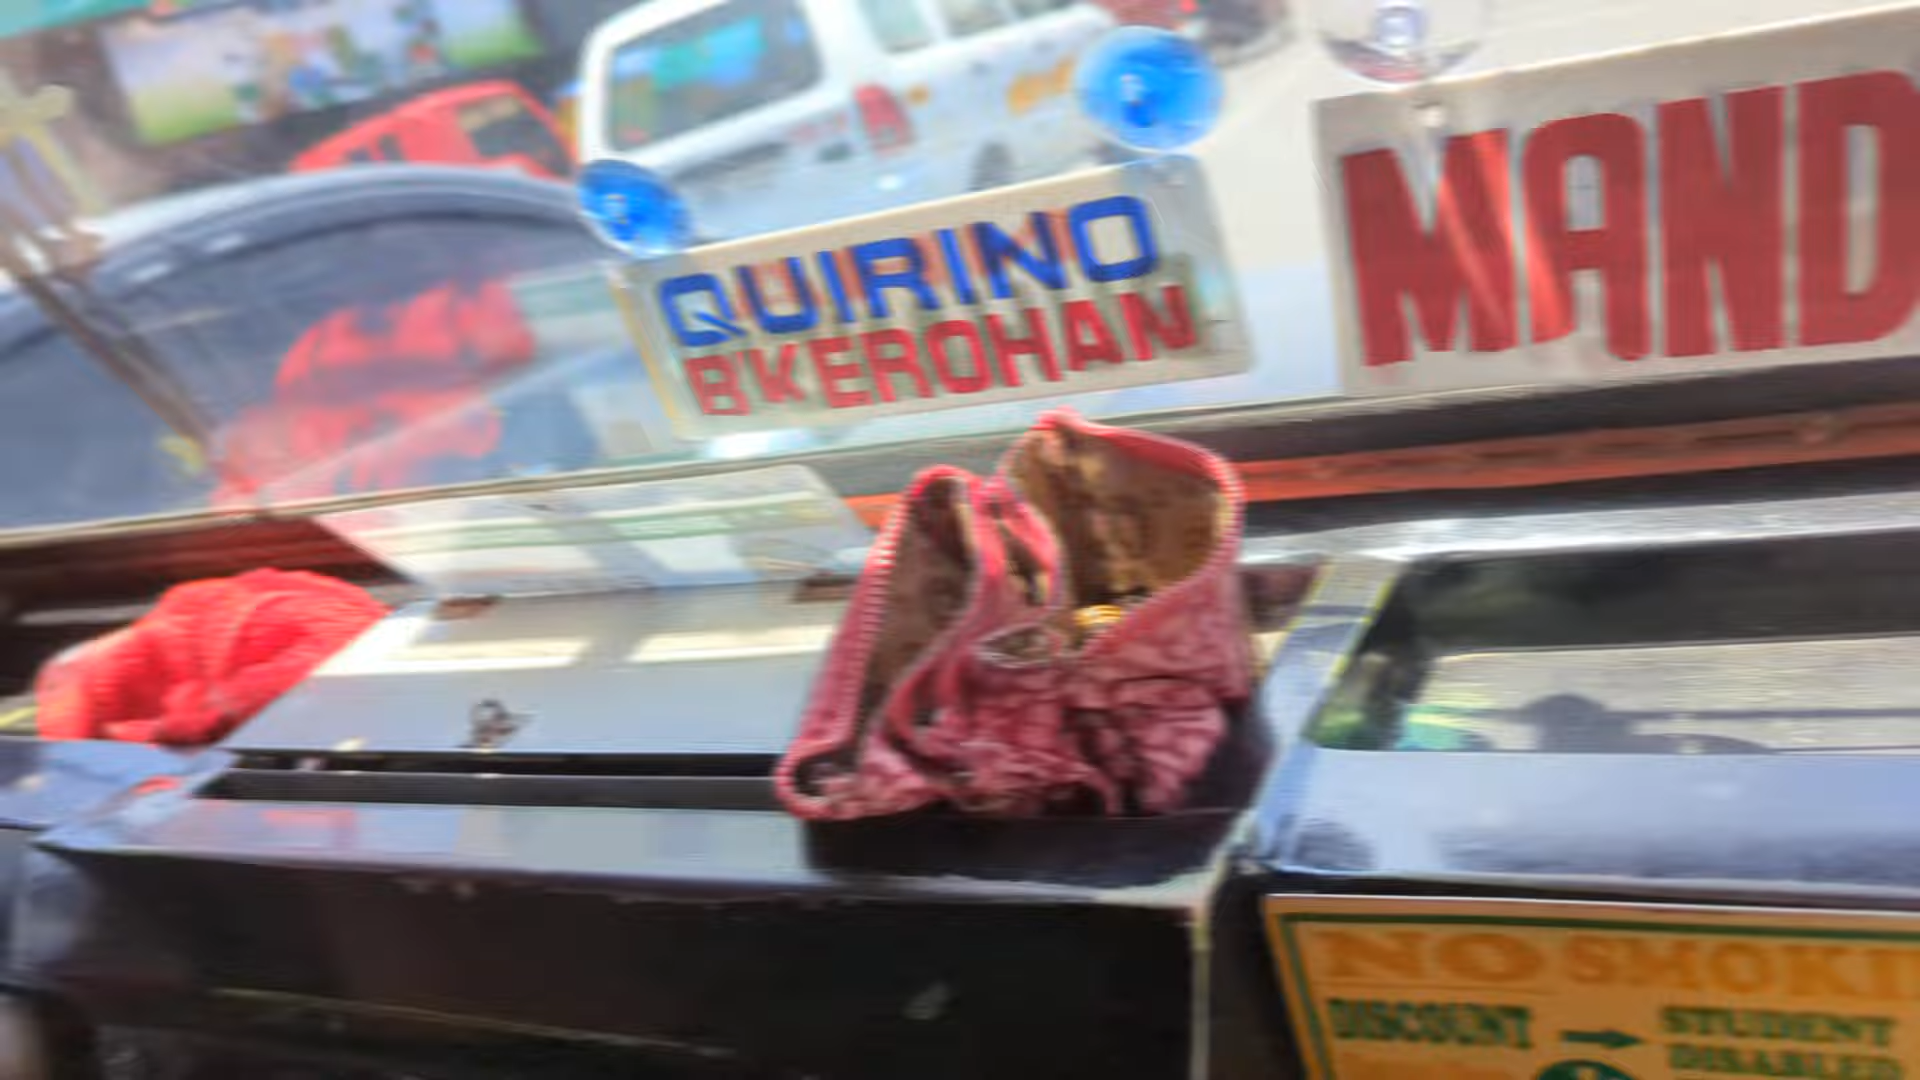 QUIRINO
B'KEROHAN
MAND
NO SMOKI
DISCOUNT → STUDENT
DISABLED